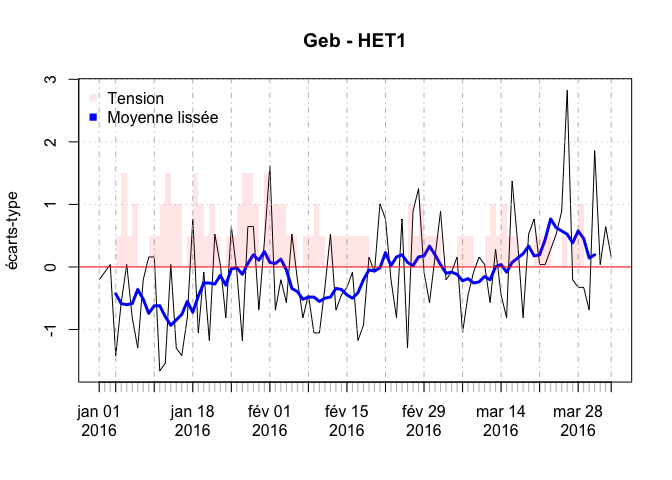 Geb - HET1
Tension
Moyenne lissée
écarts-type
3
2
1
0
-1
jan 01 2016
jan 18 2016
fév 01 2016
fév 15 2016
fév 29 2016
mar 14 2016
mar 28 2016